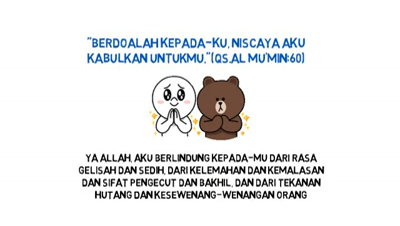 "BERDOALAH KEPADA-KU, NISCAYA AKU
KABULKAN UNTUKMU,"(QS.AL MU'MIN:60)
YA ALLAH, AKU BERLINDUNG KEPADA-MU DARI RASA
GELISAH DAN SEDIH, DARI KELEMAHAN DAN KEMALASAN
DAN SIFAT PENGECUT DAN BAKHIL, DAN DARI TEKANAN
HUTANG DAN KESEWENANG-WENANGAN ORANG